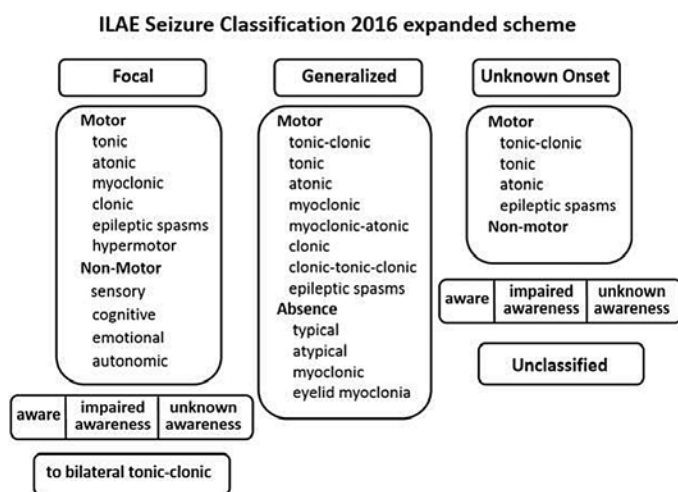 ILAE Seizure Classification 2016 expanded scheme
Focal
Motor
tonic
atonic
myoclonic
clonic
epileptic spasms
hypermotor
Non-Motor
sensory
cognitive
emotional
autonomic
aware
impaired awareness
unknown awareness
to bilateral tonic-clonic
Generalized
Motor
tonic-clonic
tonic
atonic
myoclonic
myoclonic-atonic
clonic
clonic-tonic-clonic
epileptic spasms
Absence
typical
atypical
myoclonic
eyelid myoclonia
Unknown Onset
Motor
tonic-clonic
tonic
atonic
epileptic spasms
Non-motor
aware
impaired awareness
unknown awareness
Unclassified